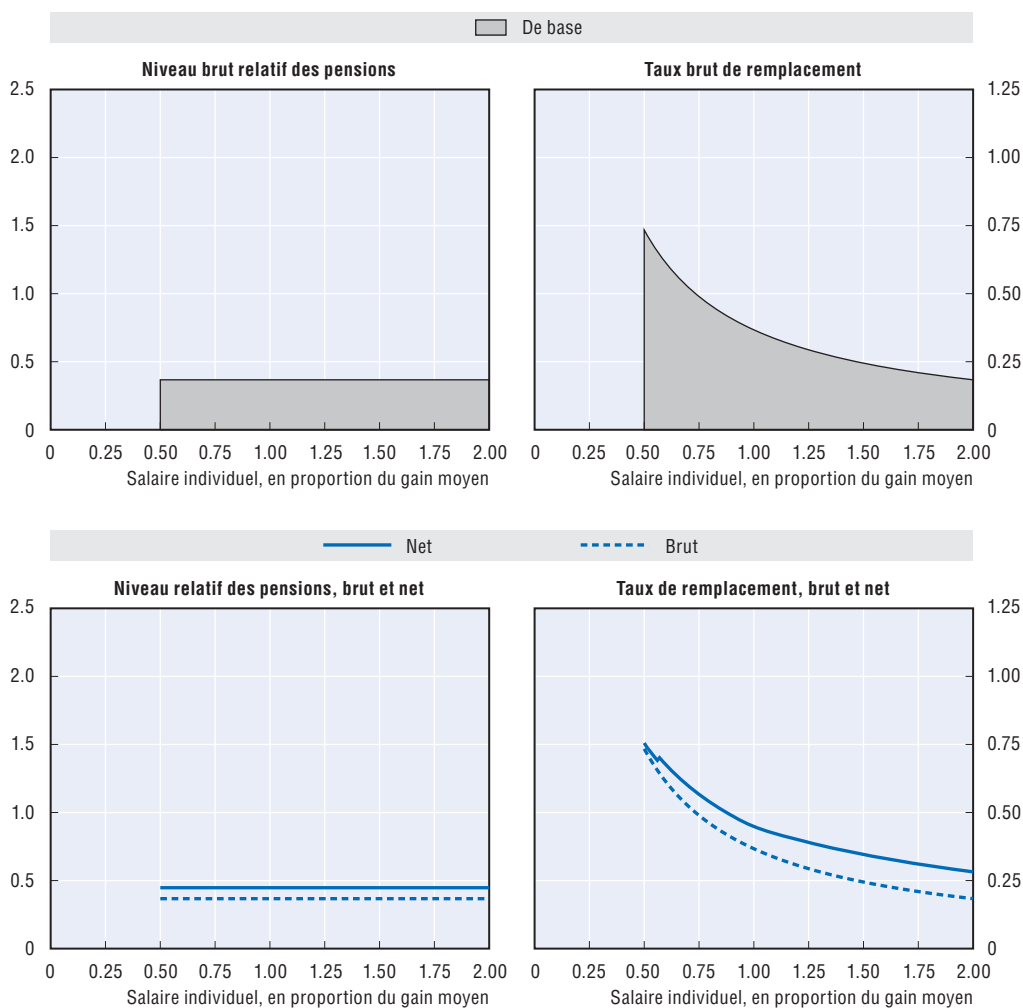 De base
Niveau brut relatif des pensions
2.5
2.0
1.5
1.0
0.5
0
0 0.25 0.50 0.75 1.00 1.25 1.50 1.75 2.00
Salaire individuel, en proportion du gain moyen
Taux brut de remplacement
1.25
1.00
0.75
0.50
0.25
0
0 0.25 0.50 0.75 1.00 1.25 1.50 1.75 2.00
Salaire individuel, en proportion du gain moyen
Net Brut
Niveau relatif des pensions, brut et net
2.5
2.0
1.5
1.0
0.5
0
0 0.25 0.50 0.75 1.00 1.25 1.50 1.75 2.00
Salaire individuel, en proportion du gain moyen
Taux de remplacement, brut et net
1.25
1.00
0.75
0.50
0.25
0
0 0.25 0.50 0.75 1.00 1.25 1.50 1.75 2.00
Salaire individuel, en proportion du gain moyen